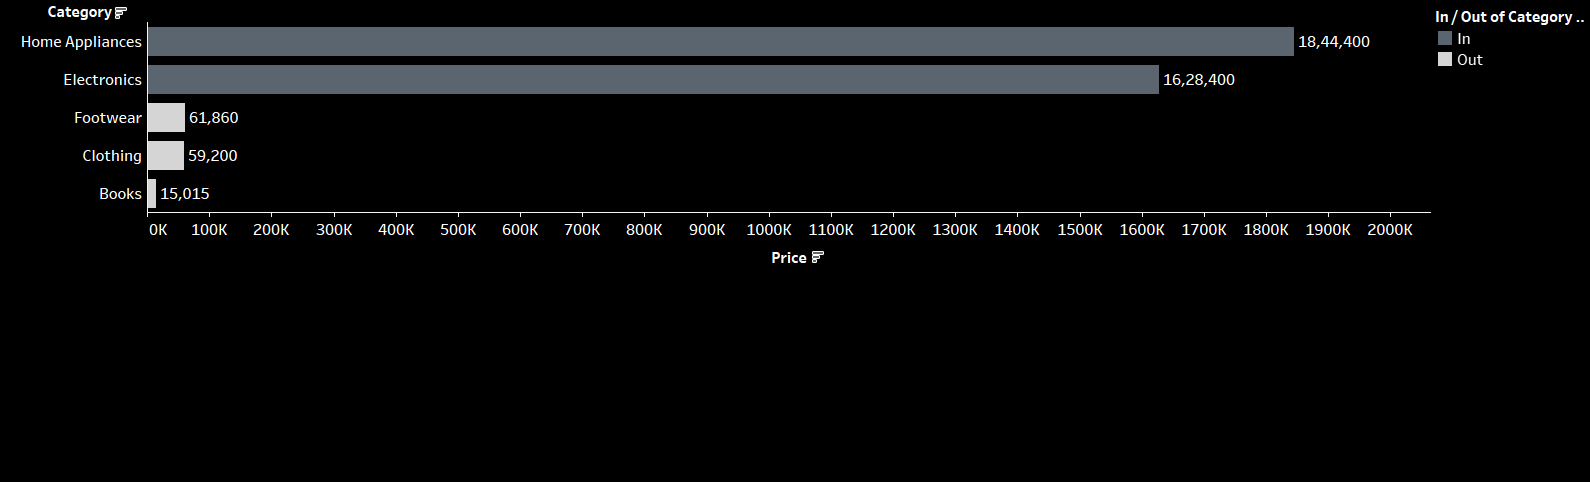 Category
Home Appliances 18,44,400
Electronics 16,28,400
Footwear 61,860
Clothing 59,200
Books 15,015
0K 100K 200K 300K 400K 500K 600K 700K 800K 900K 1000K 1100K 1200K 1300K 1400K 1500K 1600K 1700K 1800K 1900K 2000K
Price
In / Out of Category ..
In
Out